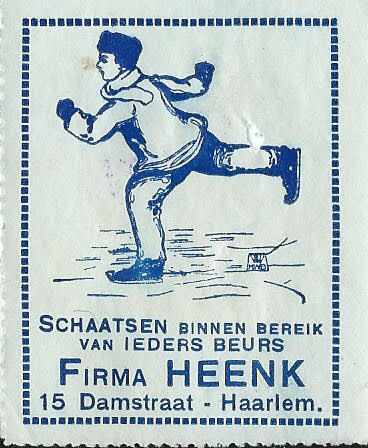 SCHAATSEN BINNEN BEREIK
VAN IEDERS BEURS
FIRMA HEENK
15 Damstraat - Haarlem.